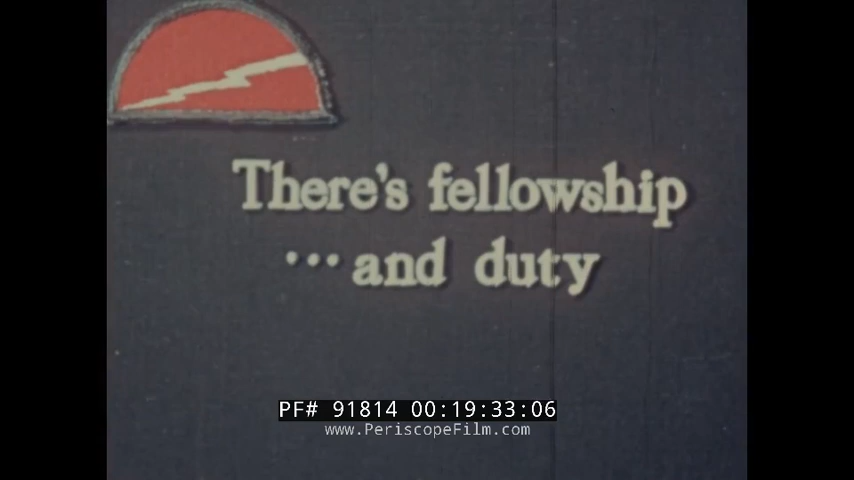 There's fellowship
...and duty
PF# 91814 00:19:33:06
www.PeriscopeFilm.com